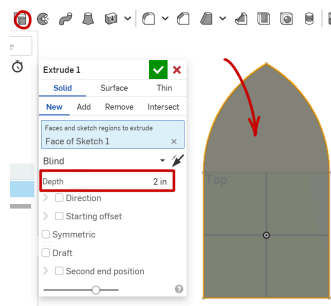 Extrude 1
Solid Surface Thin
New Add Remove Intersect
Faces and sketch regions to extrude
Face of Sketch 1
Blind
Depth 2 in
Direction
Starting offset
Symmetric
Draft
Second end position
Top